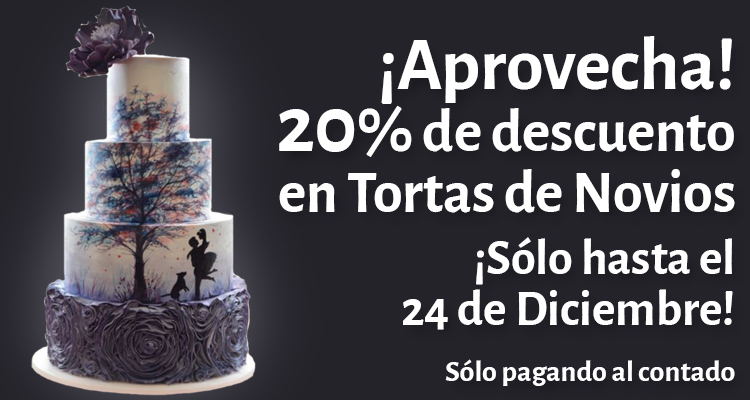 ¡Aprovecha!
20% de descuento
en Tortas de Novios
¡Sólo hasta el
24 de Diciembre!
Sólo pagando al contado